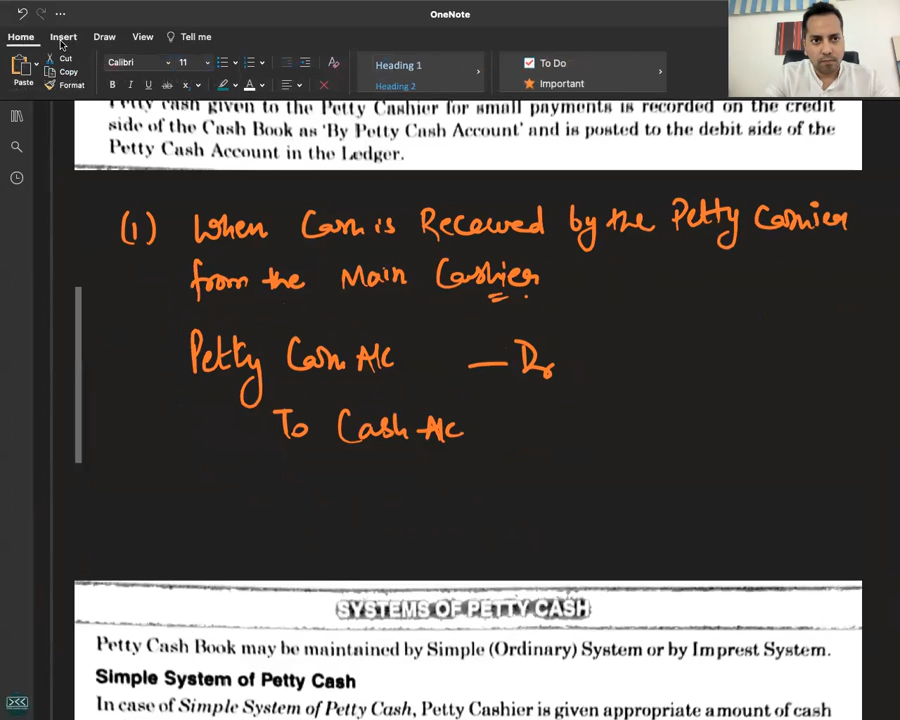 OneNote
Home Insert Draw View Tell me
Paste Cut Copy Format
Calibri 11
Heading 1
Heading 2
To Do
Important
Petty cash given to the Petty Cashier for small payments is recorded on the credit
side of the Cash Book as 'By Petty Cash Account' and is posted to the debit side of the
Petty Cash Account in the Ledger.
(1) When Cash is Received by the Petty Cashier
from the Main Cashier
Petty Cash A/c — Dr
To Cash A/c
SYSTEMS OF PETTY CASH
Petty Cash Book may be maintained by Simple (Ordinary) System or by Imprest System.
Simple System of Petty Cash
In case of Simple System of Petty Cash, Petty Cashier is given appropriate amount of cash